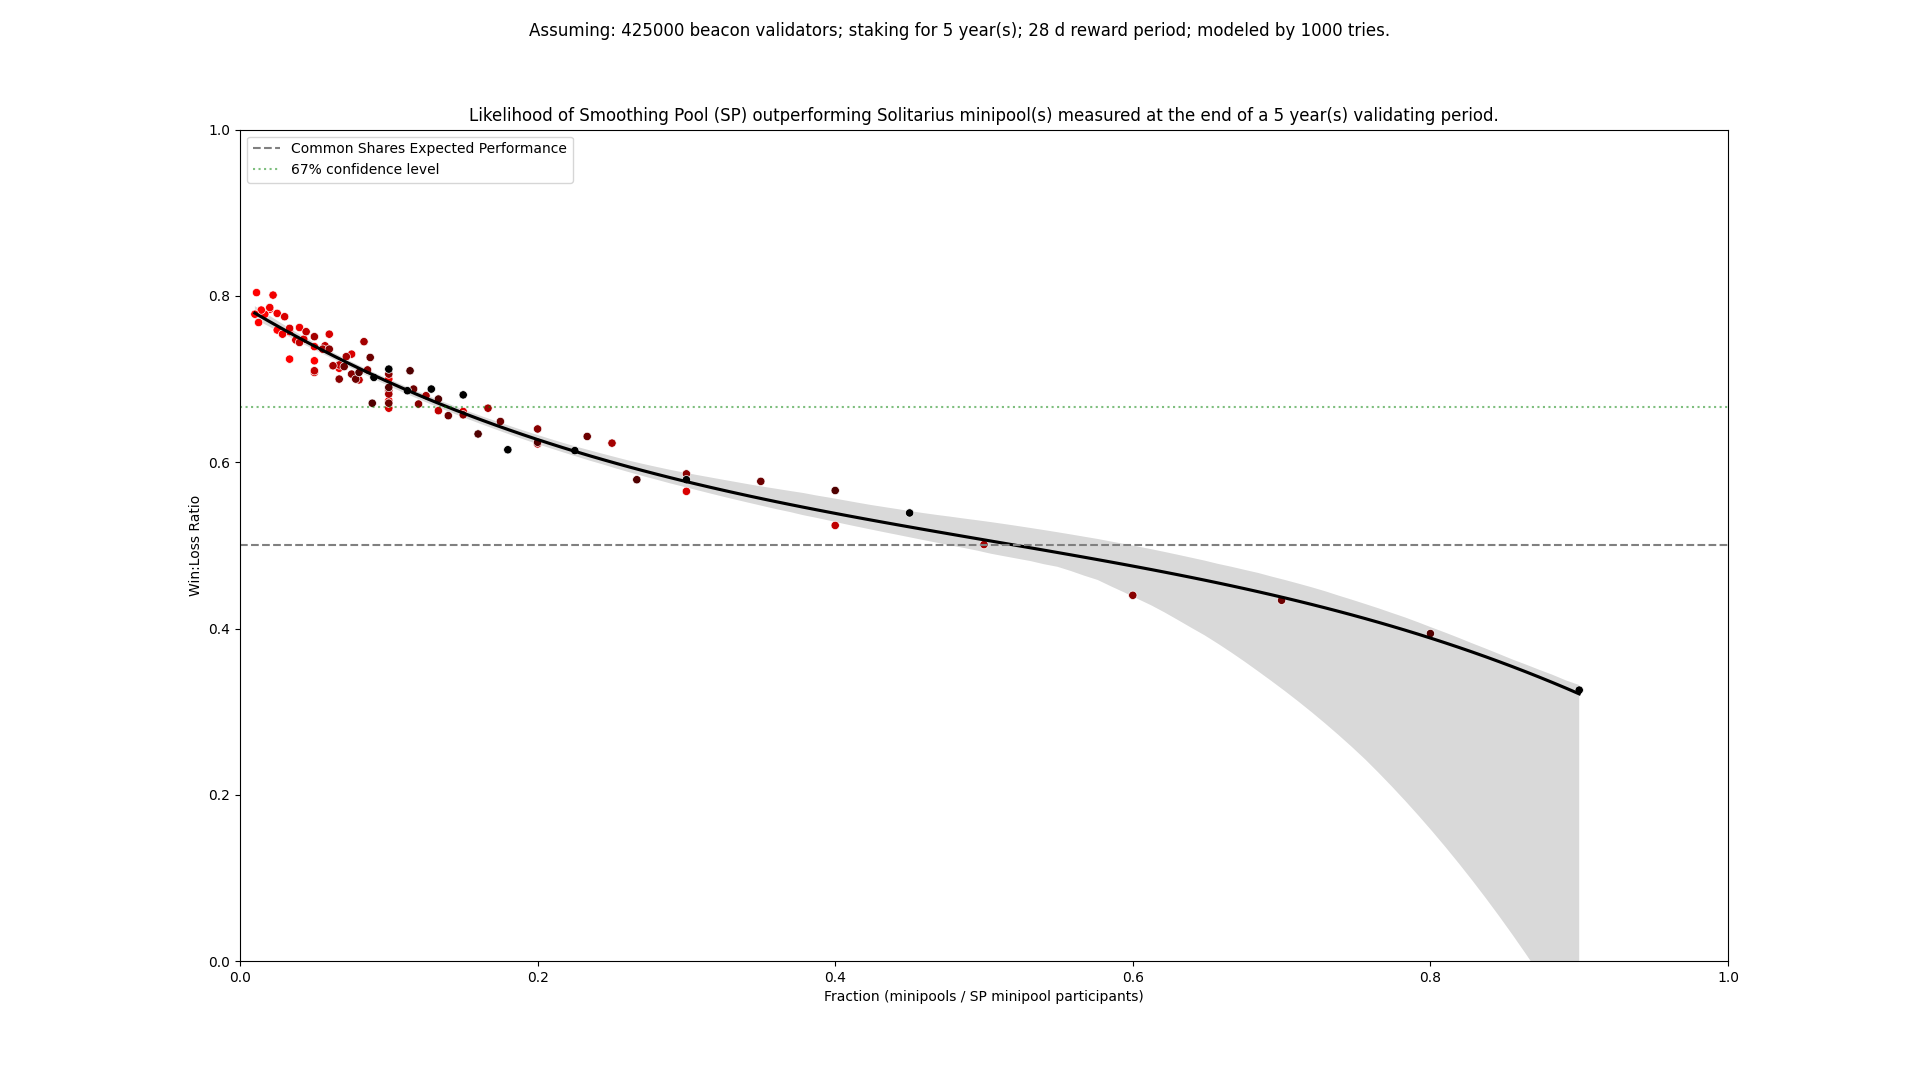 Assuming: 425000 beacon validators; staking for 5 year(s); 28 d reward period; modeled by 1000 tries.
Likelihood of Smoothing Pool (SP) outperforming Solitarius minipool(s) measured at the end of a 5 year(s) validating period.
Common Shares Expected Performance
67% confidence level
Win:Loss Ratio
1.0
0.8
0.6
0.4
0.2
0.0
0.0 0.2 0.4 0.6 0.8 1.0
Fraction (minipools / SP minipool participants)